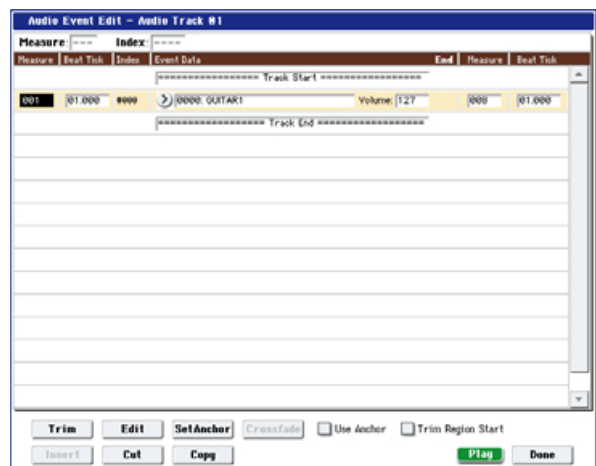 Audio Event Edit – Audio Track 01
Measure: --- Index: ----
Measure Beat Tick Index Event Data End Measure Beat Tick
================= Track Start =================
001 01.000 #000 0000: GUITAR1 Volume: 127 008 01.000
================== Track End ==================
Trim Edit SetAnchor Crossfade Use Anchor Trim Region Start
Insert Cut Copy Play Done